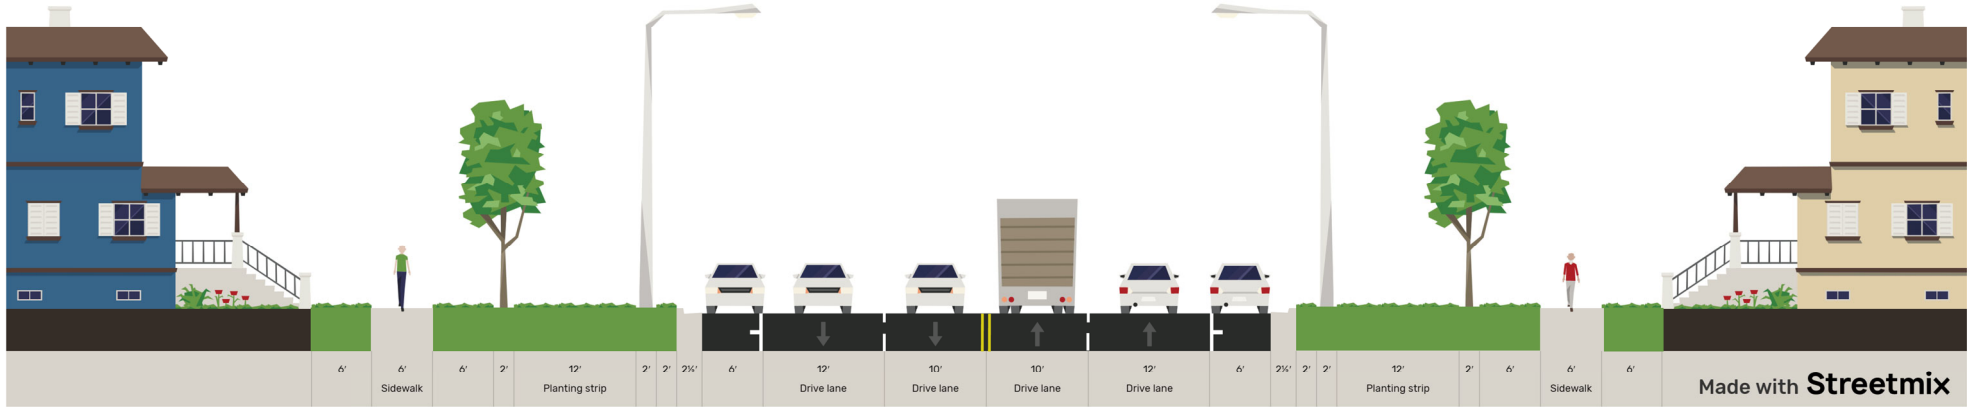 6' 6' 6' 2' 12' 2' 2' 2½' 6' 12' 10' 10' 12' 6' 2½' 2' 2' 12' 2' 6' 6' 6'
Sidewalk Planting strip Drive lane Drive lane Drive lane Drive lane Planting strip Sidewalk
Made with Streetmix